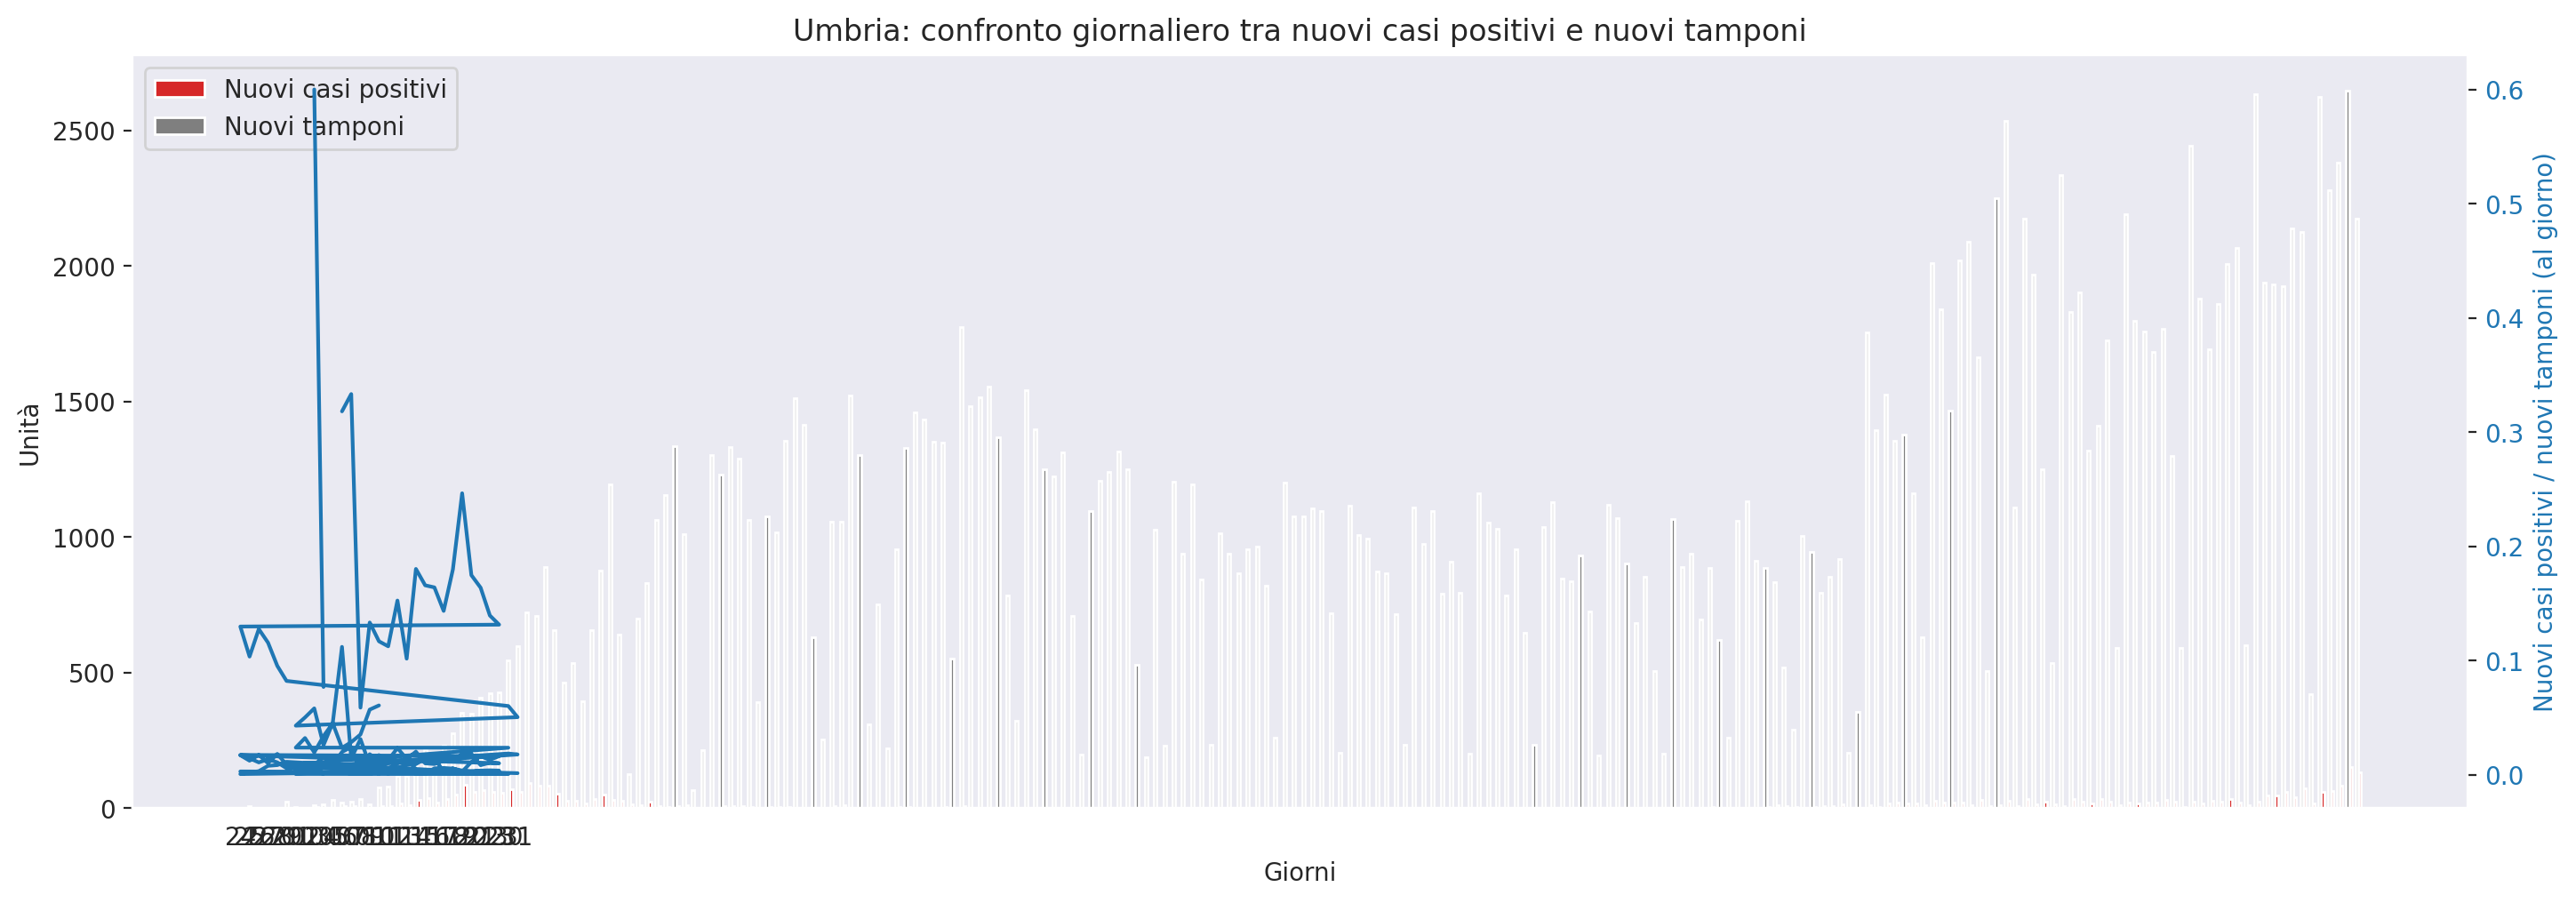 Umbria: confronto giornaliero tra nuovi casi positivi e nuovi tamponi
Nuovi casi positivi
Nuovi tamponi
2500
2000
1500
1000
500
0
Unità
0.6
0.5
0.4
0.3
0.2
0.1
0.0
Nuovi casi positivi / nuovi tamponi (al giorno)
Giorni